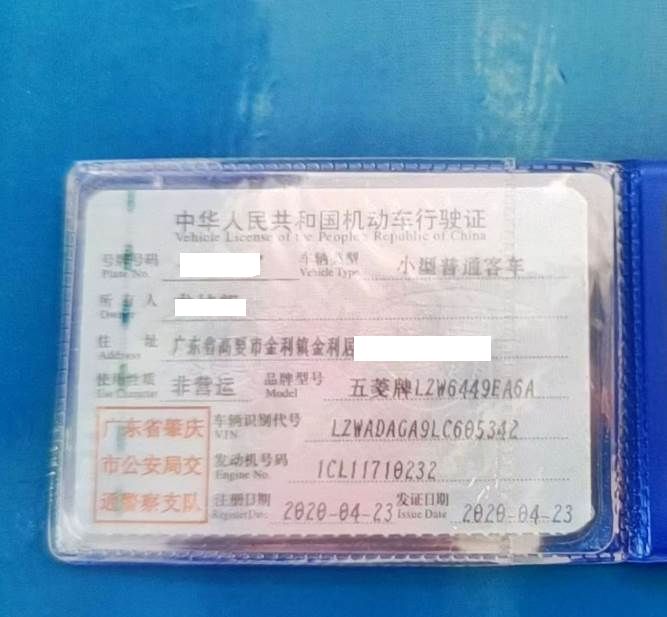 中华人民共和国机动车行驶证
Vehicle License of the People's Republic of China
号牌号码 车辆类型 小型普通客车
Plate No. Vehicle Type
所有人
Owner
住址 广东省高要市金利镇金利居
Address
使用性质 非营运 品牌型号 五菱牌LZW6449EA6A
Use Character Model
广东省肇庆 车辆识别代号 LZWADAGA9LC605342
VIN
市公安局交 发动机号码 1CL11710232
Engine No.
通警察支队 注册日期 2020-04-23 发证日期 2020-04-23
Register Date Issue Date